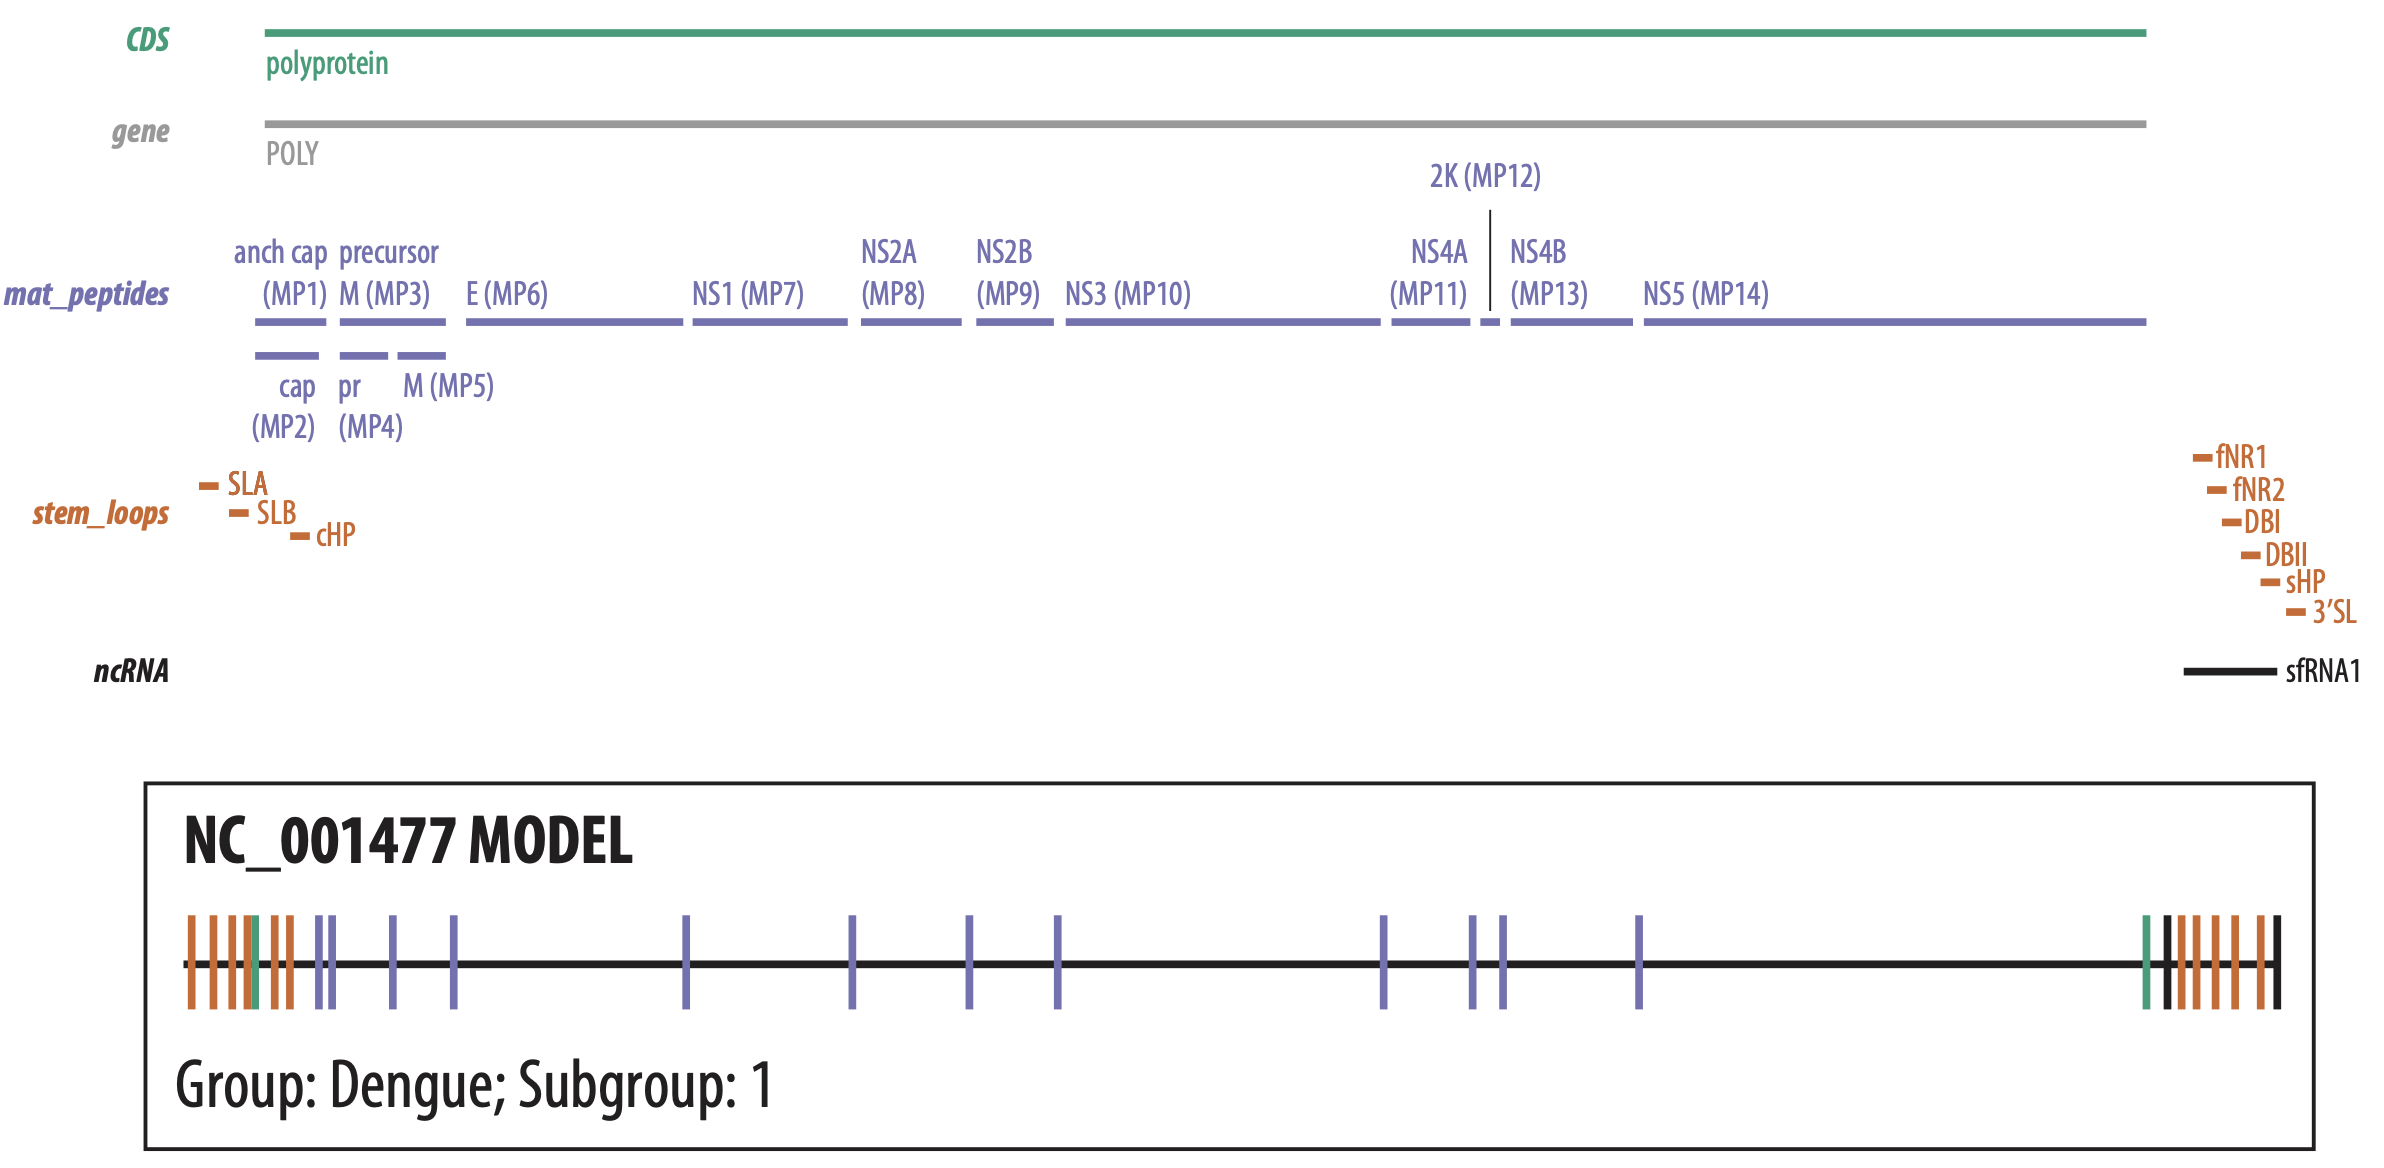 CDS
polyprotein
gene
POLY
2K (MP12)
anch cap precursor NS2A NS2B NS4A NS4B
mat_peptides (MP1) M (MP3) E (MP6) NS1 (MP7) (MP8) (MP9) NS3 (MP10) (MP11) (MP13) NS5 (MP14)
cap pr M (MP5)
(MP2) (MP4)
fNR1
SLA
fNR2
stem_loops SLB
DBI
cHP
DBII
sHP
3′SL
ncRNA sfRNA1
NC_001477 MODEL
Group: Dengue; Subgroup: 1